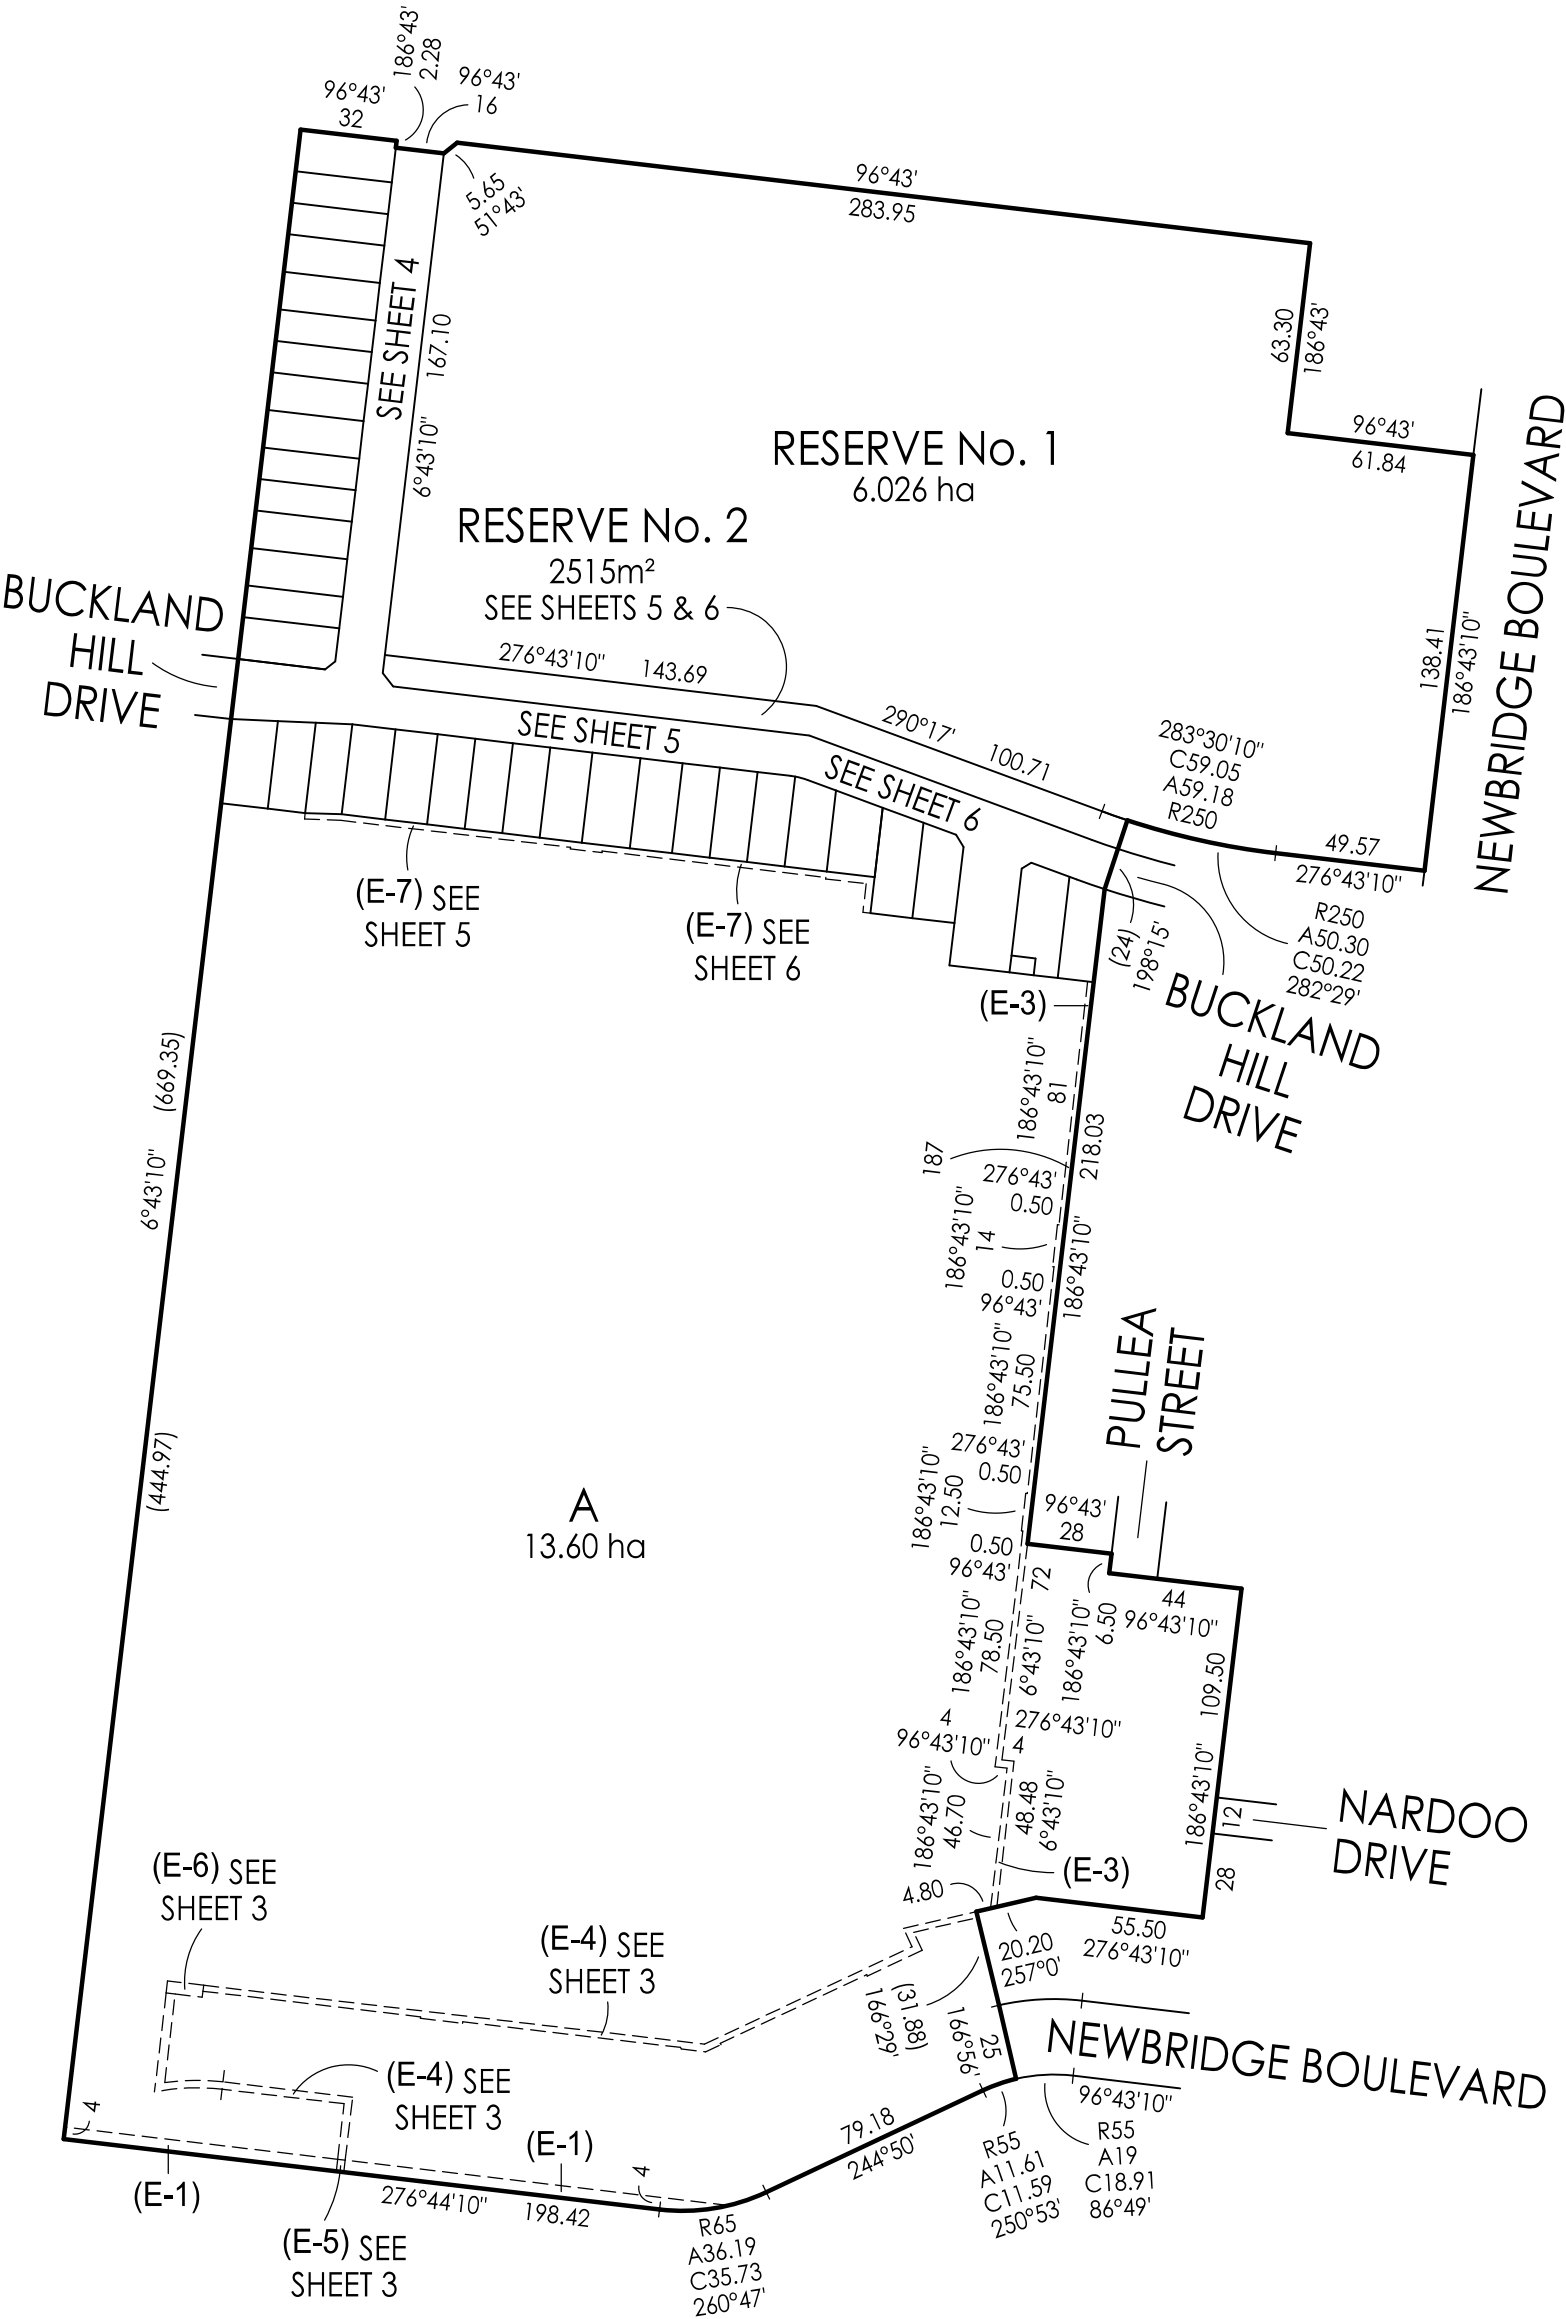 186°43'
2.28
96°43'
16
96°43'
32
5.65
51°43'
96°43'
283.95
63.30
186°43'
96°43'
61.84
NEWBRIDGE BOULEVARD
138.41
186°43'10"
SEE SHEET 4
167.10
6°43'10"
RESERVE No. 1
6.026 ha
RESERVE No. 2
2515m²
SEE SHEETS 5 & 6
BUCKLAND
HILL
DRIVE
276°43'10" 143.69
SEE SHEET 5
290°17' 100.71
SEE SHEET 6
283°30'10"
C59.05
A59.18
R250
49.57
276°43'10"
R250
A50.30
C50.22
282°29'
(24)
198°15'
BUCKLAND
HILL
DRIVE
(E-7) SEE
SHEET 5
(E-7) SEE
SHEET 6
(E-3)
186°43'10"
81
218.03
187
276°43'
0.50
186°43'10"
14
186°43'10"
0.50
96°43'
186°43'10"
75.50
(669.35)
6°43'10"
(444.97)
PULLEA
STREET
276°43'
0.50
186°43'10"
12.50
96°43'
28
0.50
96°43'
72
A
13.60 ha
186°43'10"
78.50
6°43'10"
186°43'10"
6.50
44
96°43'10"
109.50
186°43'10"
4
96°43'10"
276°43'10"
4
186°43'10"
46.70
48.48
6°43'10"
12
NARDOO
DRIVE
28
(E-3)
4.80
55.50
276°43'10"
20.20
257°0'
(31.88)
166°29'
25
166°56'
NEWBRIDGE BOULEVARD
96°43'10"
R55
A19
C18.91
86°49'
R55
A11.61
C11.59
250°53'
79.18
244°50'
(E-6) SEE
SHEET 3
(E-4) SEE
SHEET 3
(E-4) SEE
SHEET 3
4
(E-1)
(E-1)
4
276°44'10" 198.42
(E-5) SEE
SHEET 3
R65
A36.19
C35.73
260°47'